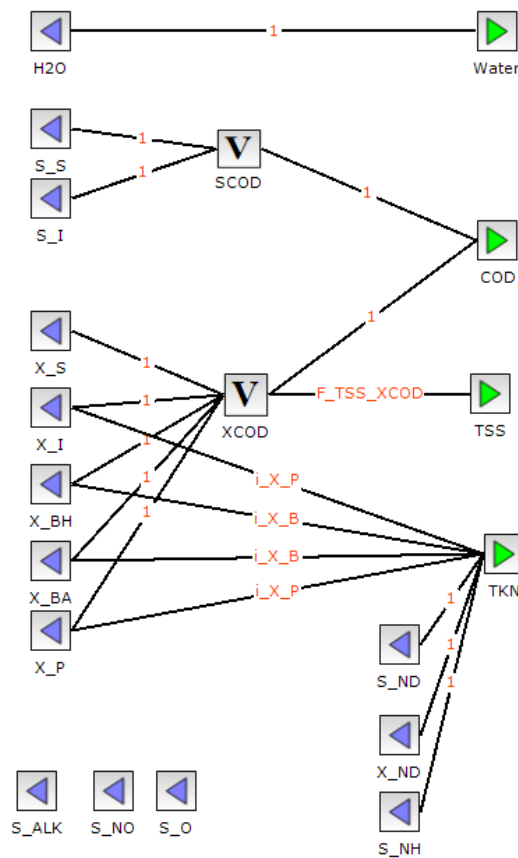 1
H2O
Water
1
S_S
V
1
SCOD
S_I
1
COD
1
X_S
1
V
F_TSS_XCOD
1
X_I
XCOD
TSS
1
i_X_P
X_BH
1
i_X_B
1
i_X_B
X_BA
i_X_P
TKN
1
X_P
1
S_ND
1
X_ND
S_ALK
S_NO
S_O
S_NH